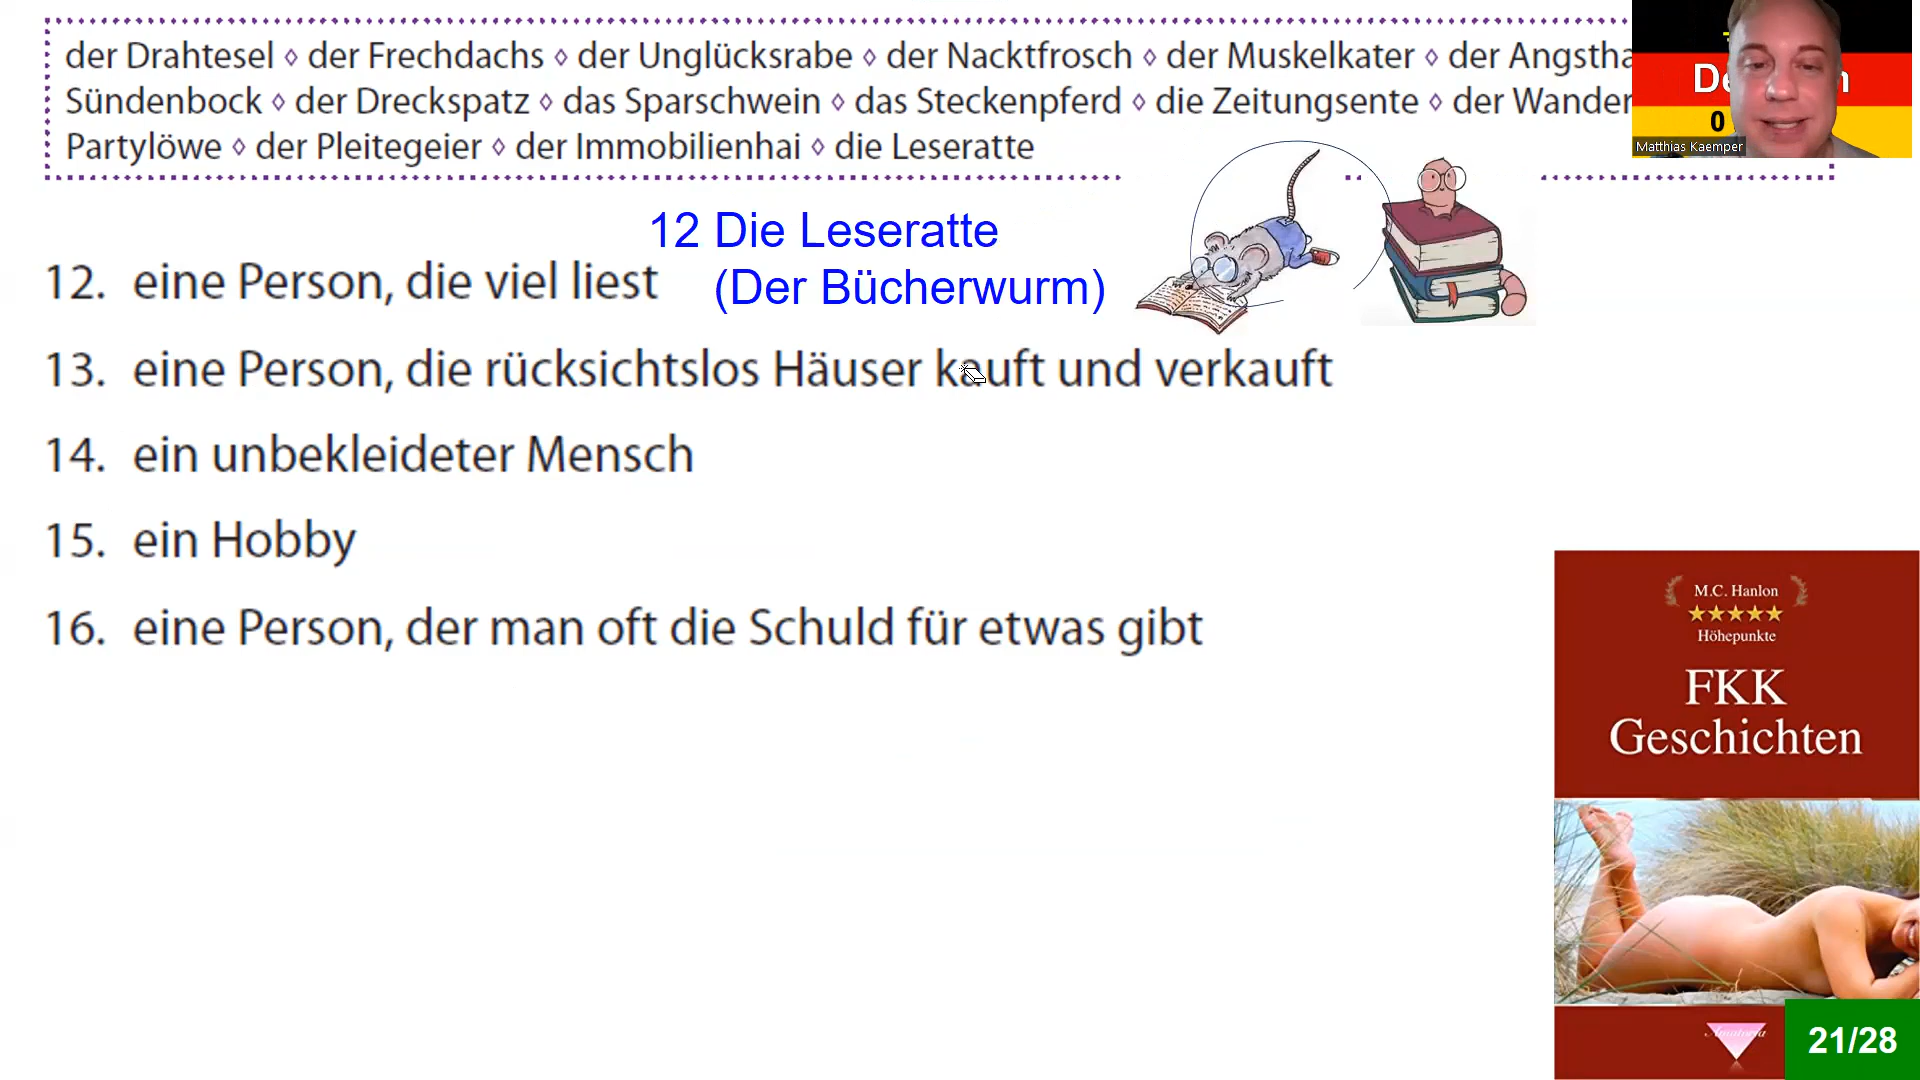 der Drahtesel ◊ der Frechdachs ◊ der Unglücksrabe ◊ der Nacktfrosch ◊ der Muskelkater ◊ der Angstha
Sündenbock ◊ der Dreckspatz ◊ das Sparschwein ◊ das Steckenpferd ◊ die Zeitungsente ◊ der Wander
Partylöwe ◊ der Pleitegeier ◊ der Immobilienhai ◊ die Leseratte
De n
0
Matthias Kaemper
12 Die Leseratte
(Der Bücherwurm)
12. eine Person, die viel liest
13. eine Person, die rücksichtslos Häuser kauft und verkauft
14. ein unbekleideter Mensch
15. ein Hobby
16. eine Person, der man oft die Schuld für etwas gibt
M.C. Hanlon
Höhepunkte
FKK
Geschichten
21/28